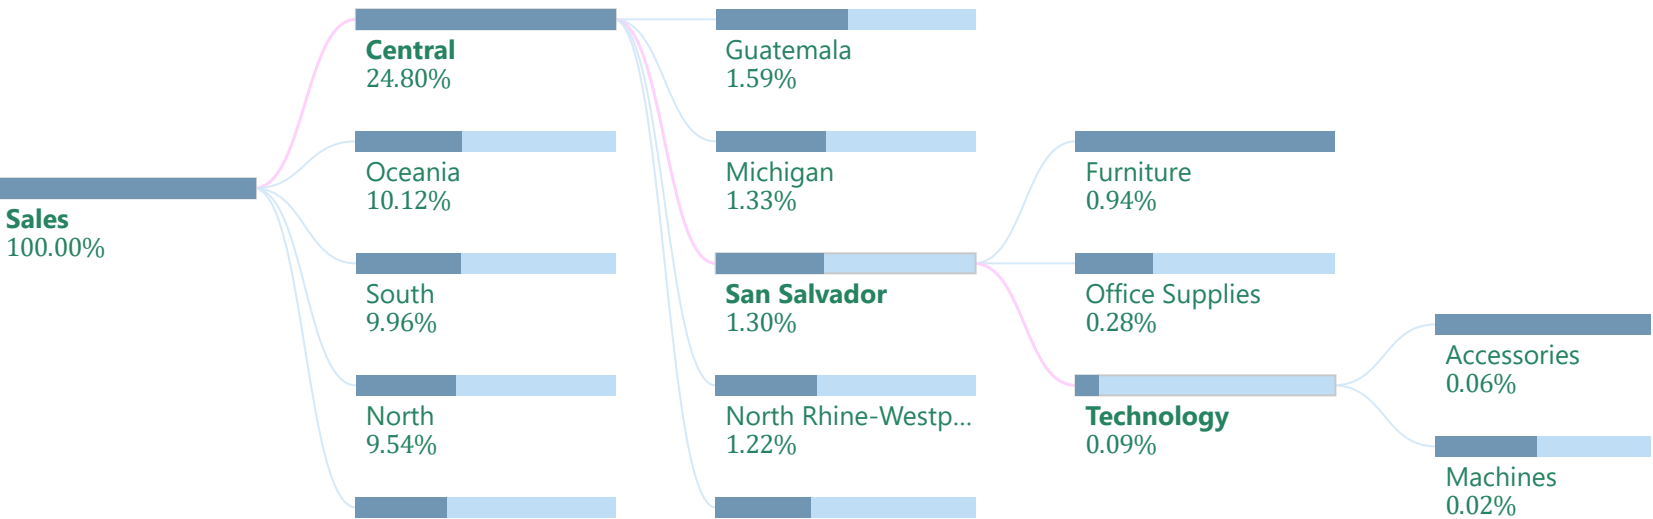 Sales
100.00%
Central
24.80%
Oceania
10.12%
South
9.96%
North
9.54%
Guatemala
1.59%
Michigan
1.33%
San Salvador
1.30%
North Rhine-Westp...
1.22%
Furniture
0.94%
Office Supplies
0.28%
Technology
0.09%
Accessories
0.06%
Machines
0.02%